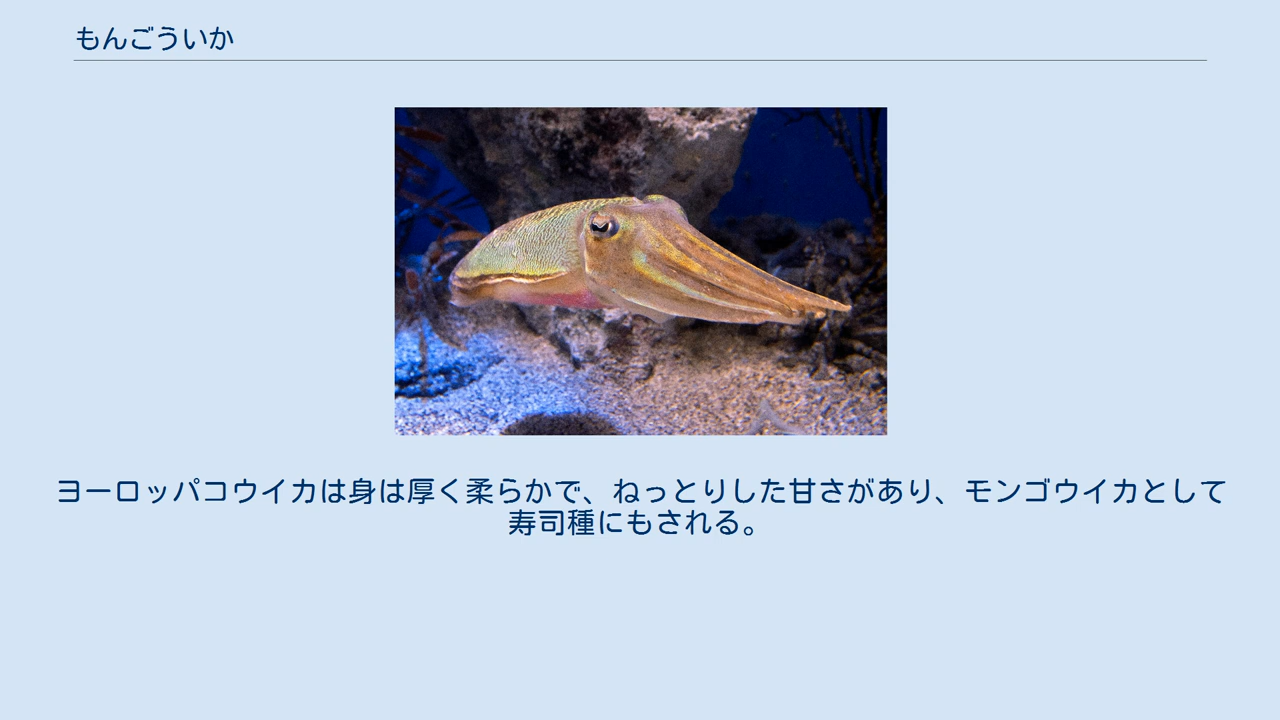 もんごういか
ヨーロッパコウイカは身は厚く柔らかで、ねっとりした甘さがあり、モンゴウイカとして
寿司種にもされる。